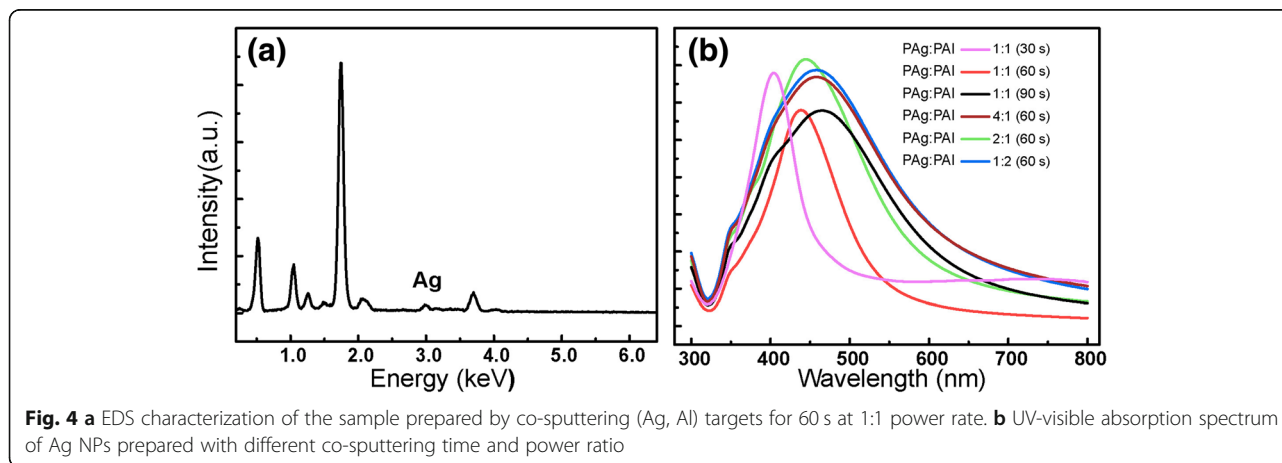 (a)
Intensity(a.u.)
Ag
1.0 2.0 3.0 4.0 5.0 6.0
Energy (keV)
(b)
PAg:PAl 1:1 (30 s)
PAg:PAl 1:1 (60 s)
PAg:PAl 1:1 (90 s)
PAg:PAl 4:1 (60 s)
PAg:PAl 2:1 (60 s)
PAg:PAl 1:2 (60 s)
300 400 500 600 700 800
Wavelength (nm)
Fig. 4 a EDS characterization of the sample prepared by co-sputtering (Ag, Al) targets for 60 s at 1:1 power rate. b UV-visible absorption spectrum
of Ag NPs prepared with different co-sputtering time and power ratio